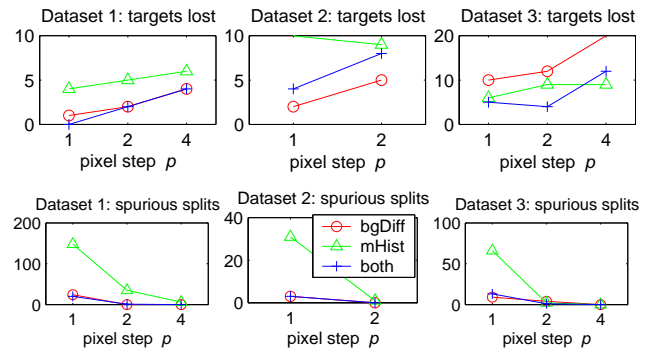 Dataset 1: targets lost
10
5
0
1
2
4
pixel step p
Dataset 2: targets lost
10
5
0
1
2
pixel step p
Dataset 3: targets lost
20
10
0
1
2
4
pixel step p
Dataset 1: spurious splits
200
100
0
1
2
4
pixel step p
Dataset 2: spurious splits
40
20
0
1
2
pixel step p
bgDiff
mHist
both
Dataset 3: spurious splits
100
50
0
1
2
4
pixel step p